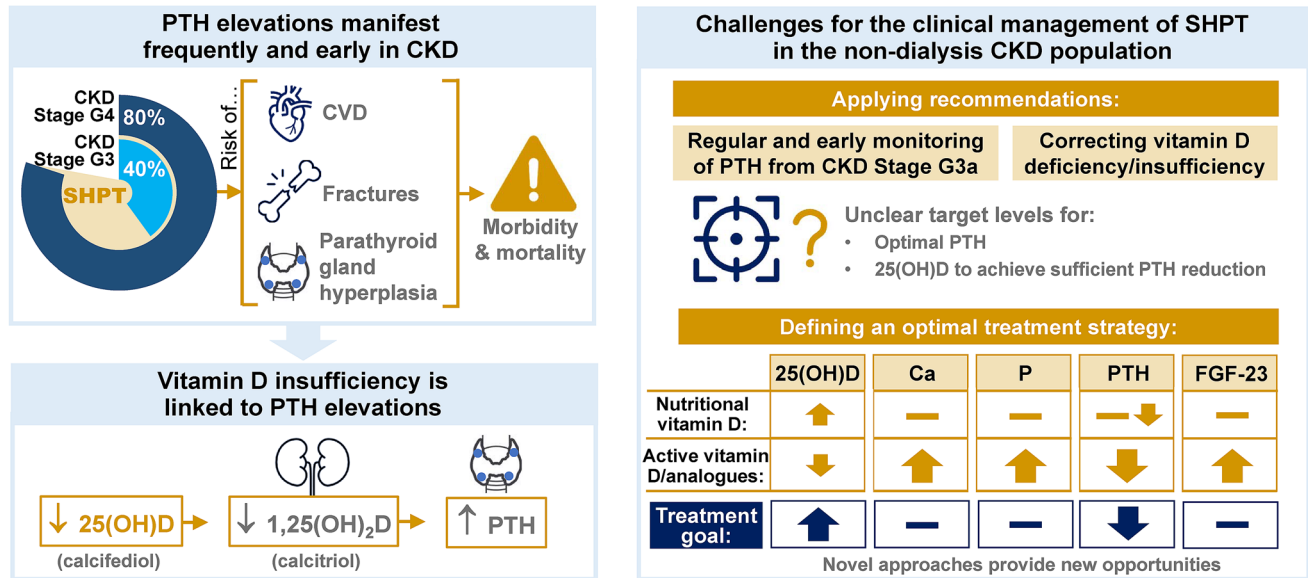 PTH elevations manifest
frequently and early in CKD
CKD
Stage G4
80%
CKD
Stage G3
40%
SHPT
Risk of...
CVD
Fractures
Parathyroid
gland
hyperplasia
Morbidity
& mortality
Vitamin D insufficiency is
linked to PTH elevations
↓ 25(OH)D
(calcifediol)
↓ 1,25(OH)₂D
(calcitriol)
↑ PTH
Challenges for the clinical management of SHPT
in the non-dialysis CKD population
Applying recommendations:
Regular and early monitoring
of PTH from CKD Stage G3a
Correcting vitamin D
deficiency/insufficiency
?
Unclear target levels for:
• Optimal PTH
• 25(OH)D to achieve sufficient PTH reduction
Defining an optimal treatment strategy:
25(OH)D Ca P PTH FGF-23
Nutritional
vitamin D:
Active vitamin
D/analogues:
Treatment
goal:
Novel approaches provide new opportunities